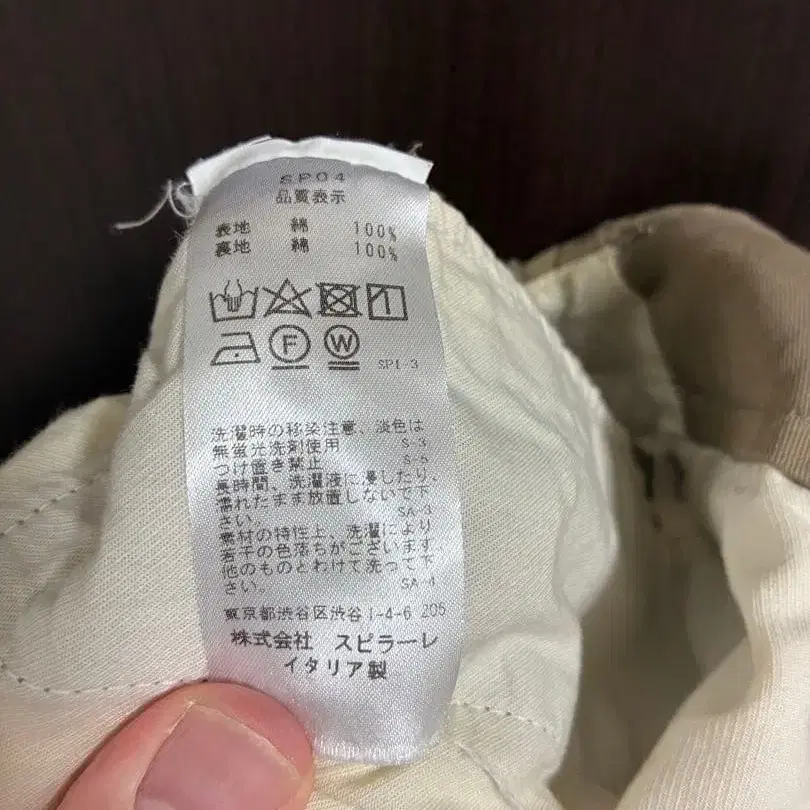 SP04
品質表示
表地 綿 100%
裏地 綿 100%
F W
SPI-3
洗濯時の移染注意、淡色は
無蛍光洗剤使用 S-3
つけ置き禁止 S-5
長時間、洗濯液に浸したり、
濡れたまま放置しないで下
さい。 SA-3
素材の特性上、洗濯により
若干の色落ちがございます。
他のものとわけて洗って下
さい。 SA-4
東京都渋谷区渋谷1-4-6 205
株式会社 スピラーレ
イタリア製